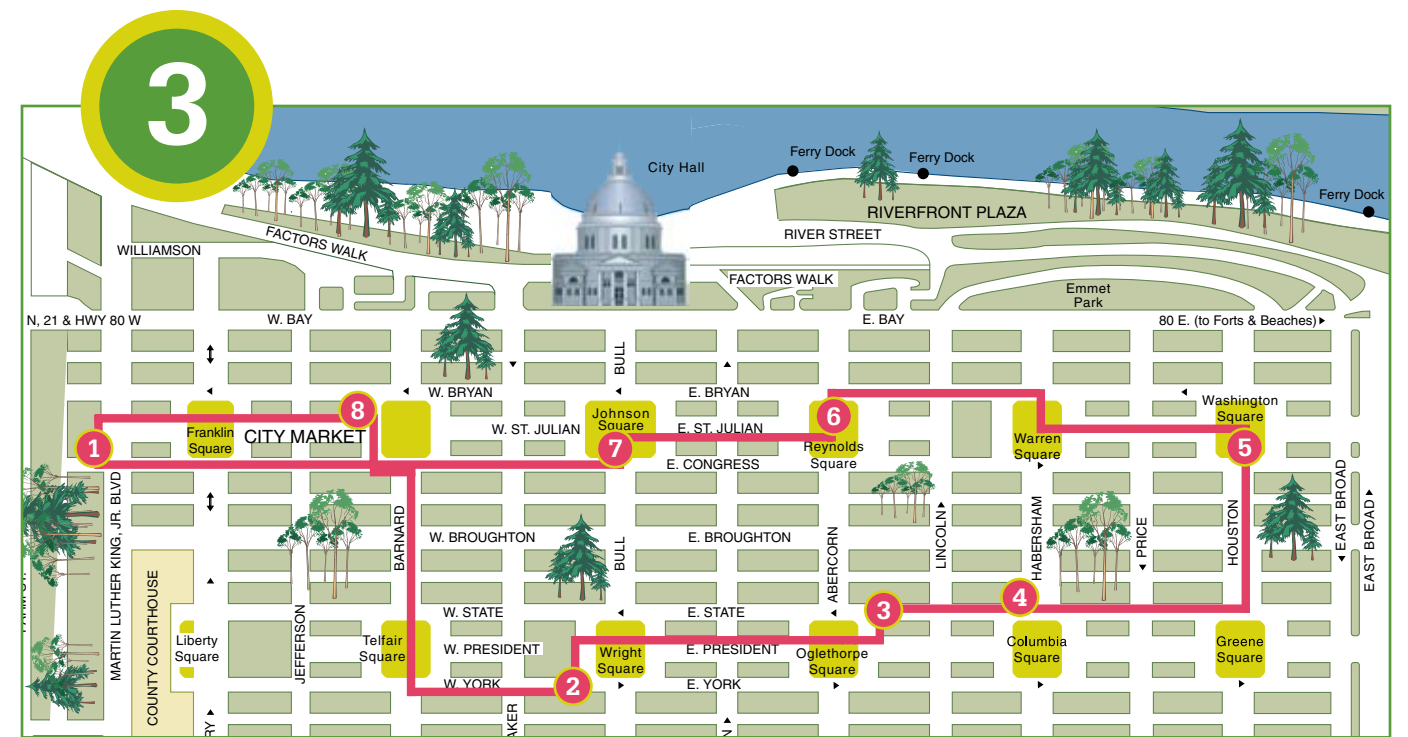 3
City Hall
Ferry Dock
Ferry Dock
Ferry Dock
RIVERFRONT PLAZA
RIVER STREET
WILLIAMSON
FACTORS WALK
FACTORS WALK
Emmet
Park
N, 21 & HWY 80 W
W. BAY
E. BAY
80 E. (to Forts & Beaches)
BULL
W. BRYAN
E. BRYAN
8
6
Washington
Square
Johnson
Square
W. ST. JULIAN
E. ST. JULIAN
Franklin
Square
CITY MARKET
1
7
Reynolds
Square
Warren
Square
5
E. CONGRESS
MARTIN LUTHER KING, JR. BLVD
BARNARD
W. BROUGHTON
BULL
E. BROUGHTON
ABERCORN
LINCOLN
HABERSHAM
PRICE
HOUSTON
EAST BROAD
EAST BROAD
COUNTY COURTHOUSE
JEFFERSON
W. STATE
E. STATE
3
4
Liberty
Square
Telfair
Square
W. PRESIDENT
Wright
Square
E. PRESIDENT
Oglethorpe
Square
Columbia
Square
Greene
Square
W. YORK
2
E. YORK
RY
AKER
N